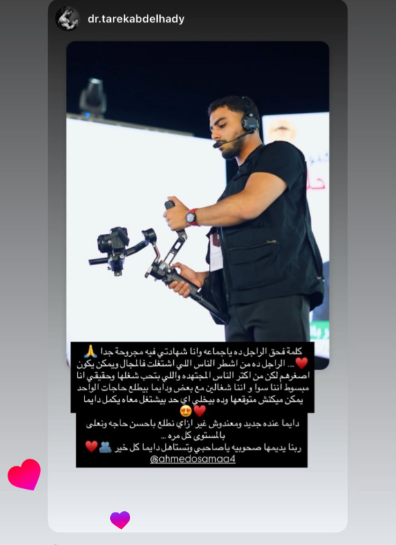 dr.tarekabdelhady
كلمة فحق الراجل ده ياجماعه وانا شهادتي فيه مجروحة جدا 🙏
❤️ ... الراجل ده من اشطر الناس اللي اشتغلت فالمجال ويمكن يكون
اصغرهم لكن من اكتر الناس المجتهده واللي بتحب شغلها وحقيقي انا
مبسوط اننا سوا و اننا شغالين مع بعض ودايما بيطلع حاجات الواحد
يمكن ميكنش متوقعها وده بيخلي اي حد بيشتغل معاه يكمل دايما
❤️😍
دايما عنده جديد ومعندوش غير ازاي نطلع باحسن حاجه ونعلى
بالمستوى كل مره ...
ربنا يديمها صحوبيه ياصاحبي وتستاهل دايما كل خير 🫂❤️
@ahmedosamaa4